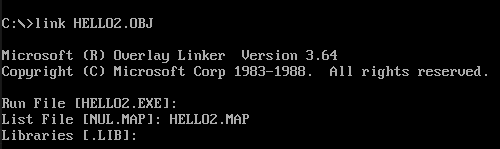 C:\>link HELLO2.OBJ
Microsoft (R) Overlay Linker  Version 3.64
Copyright (C) Microsoft Corp 1983-1988.  All rights reserved.
Run File [HELLO2.EXE]:
List File [NUL.MAP]: HELLO2.MAP
Libraries [.LIB]: